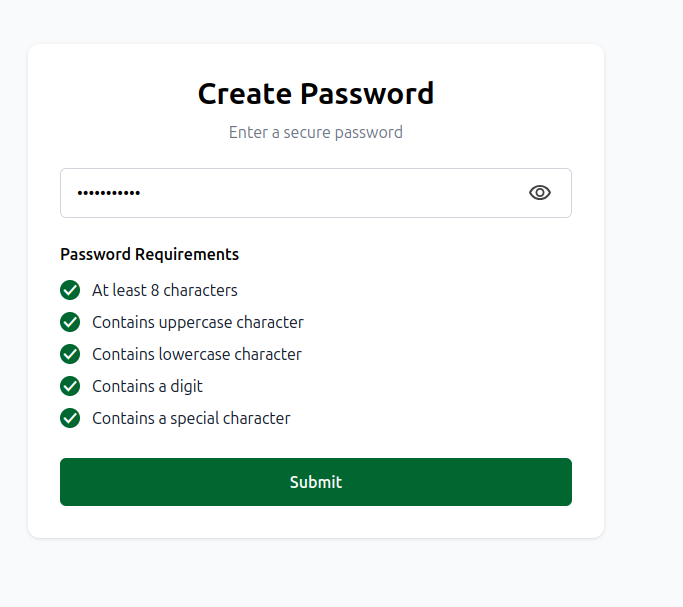 Create Password
Enter a secure password
•••••••••••
Password Requirements
At least 8 characters
Contains uppercase character
Contains lowercase character
Contains a digit
Contains a special character
Submit